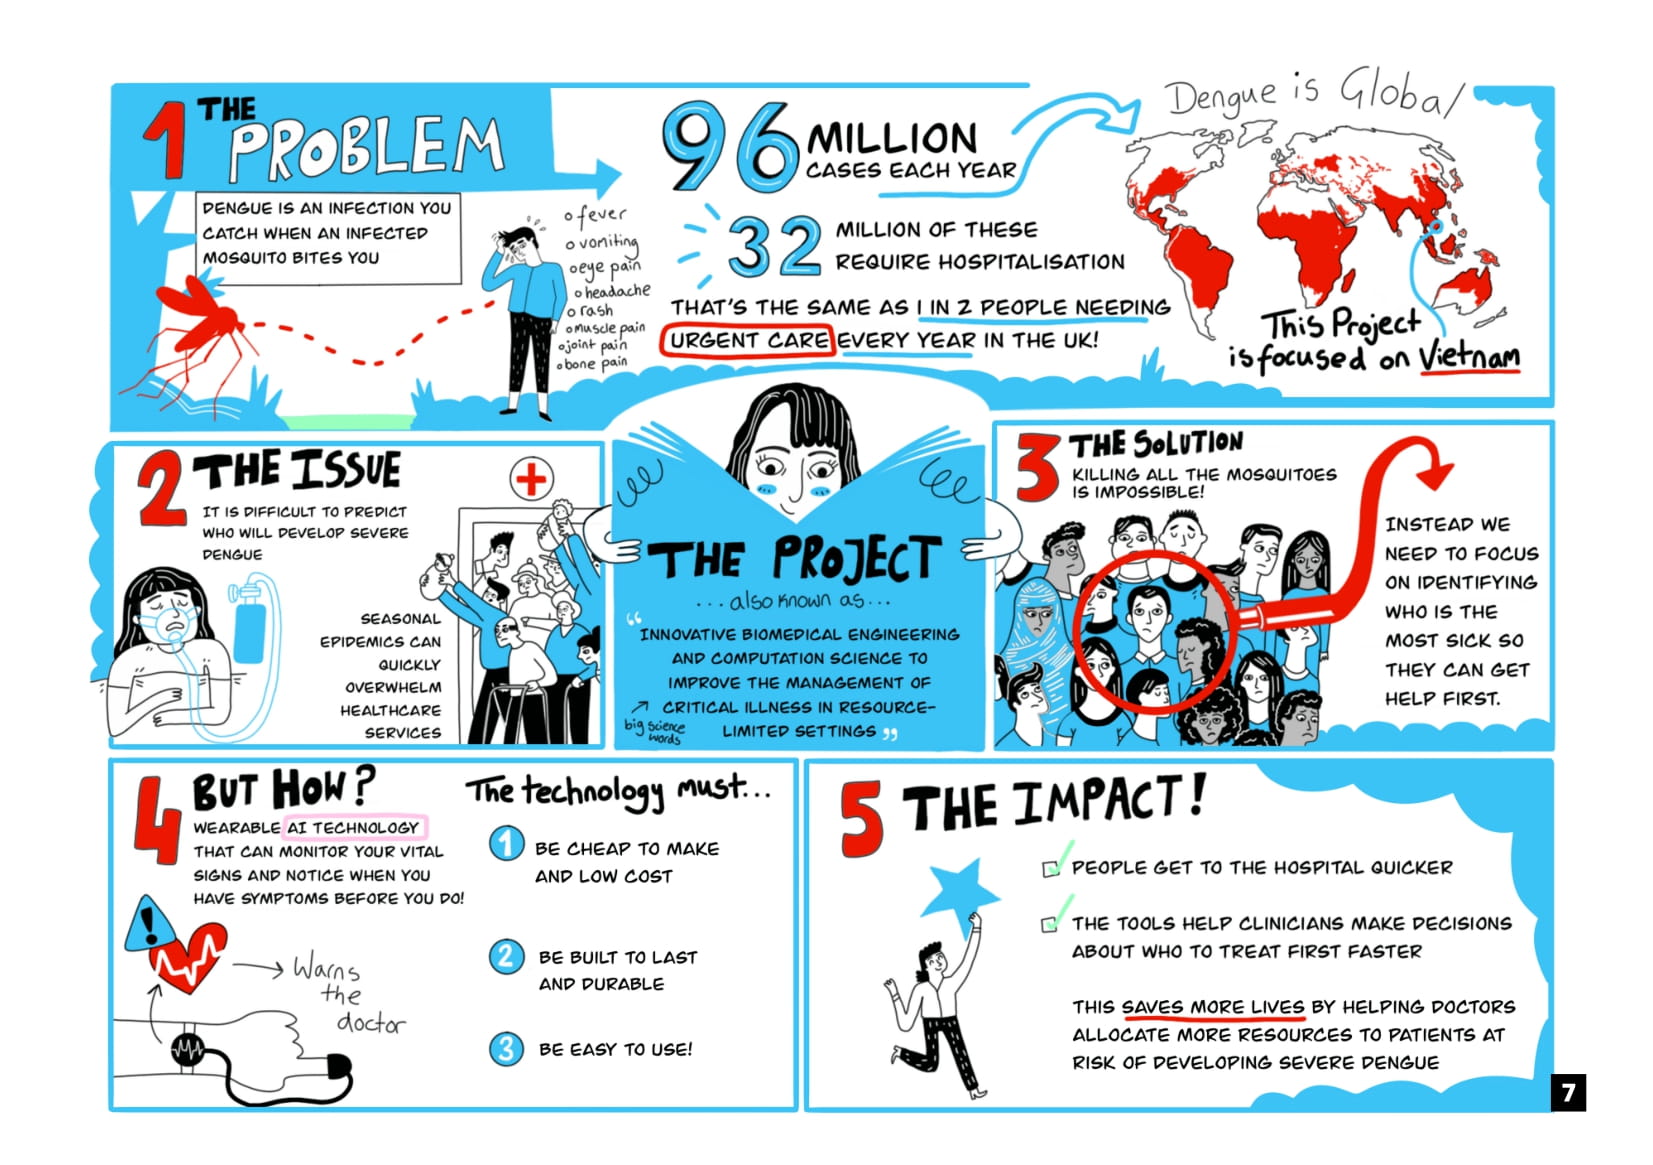 1 THE
PROBLEM
DENGUE IS AN INFECTION YOU
CATCH WHEN AN INFECTED
MOSQUITO BITES YOU
o fever
o vomiting
o eye pain
o headache
o rash
o muscle pain
o joint pain
o bone pain
96 MILLION
CASES EACH YEAR
32 MILLION OF THESE
REQUIRE HOSPITALISATION
THAT'S THE SAME AS 1 IN 2 PEOPLE NEEDING
URGENT CARE EVERY YEAR IN THE UK!
Dengue is Global
This Project
is focused on Vietnam
2 THE ISSUE
IT IS DIFFICULT TO PREDICT
WHO WILL DEVELOP SEVERE
DENGUE
SEASONAL
EPIDEMICS CAN
QUICKLY
OVERWHELM
HEALTHCARE
SERVICES
THE PROJECT
...also known as...
"INNOVATIVE BIOMEDICAL ENGINEERING
AND COMPUTATION SCIENCE TO
IMPROVE THE MANAGEMENT OF
CRITICAL ILLNESS IN RESOURCE-
LIMITED SETTINGS"
big science
words
3 THE SOLUTION
KILLING ALL THE MOSQUITOES
IS IMPOSSIBLE!
INSTEAD WE
NEED TO FOCUS
ON IDENTIFYING
WHO IS THE
MOST SICK SO
THEY CAN GET
HELP FIRST.
4 BUT HOW?
WEARABLE AI TECHNOLOGY
THAT CAN MONITOR YOUR VITAL
SIGNS AND NOTICE WHEN YOU
HAVE SYMPTOMS BEFORE YOU DO!
!
Warns
the
doctor
The technology must...
1 BE CHEAP TO MAKE
AND LOW COST
2 BE BUILT TO LAST
AND DURABLE
3 BE EASY TO USE!
5 THE IMPACT!
PEOPLE GET TO THE HOSPITAL QUICKER
THE TOOLS HELP CLINICIANS MAKE DECISIONS
ABOUT WHO TO TREAT FIRST FASTER
THIS SAVES MORE LIVES BY HELPING DOCTORS
ALLOCATE MORE RESOURCES TO PATIENTS AT
RISK OF DEVELOPING SEVERE DENGUE
7